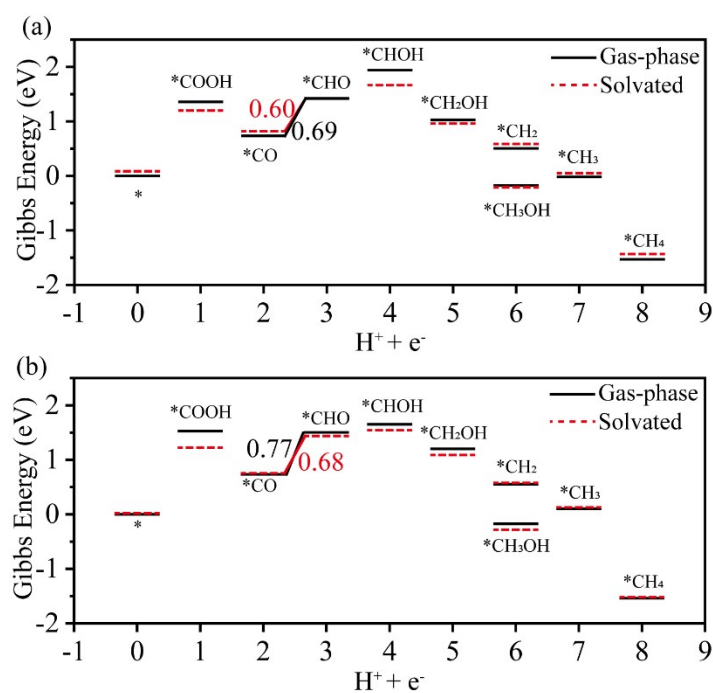 (a)
Gibbs Energy (eV)
2
1
0
-1
-2
*
*COOH
*CO
0.60
0.69
*CHO
*CHOH
*CH₂OH
*CH₂
*CH₃OH
*CH₃
*CH₄
Gas-phase
Solvated
-1 0 1 2 3 4 5 6 7 8 9
H⁺ + e⁻
(b)
Gibbs Energy (eV)
2
1
0
-1
-2
*
*COOH
*CO
0.77
0.68
*CHO
*CHOH
*CH₂OH
*CH₂
*CH₃OH
*CH₃
*CH₄
Gas-phase
Solvated
-1 0 1 2 3 4 5 6 7 8 9
H⁺ + e⁻